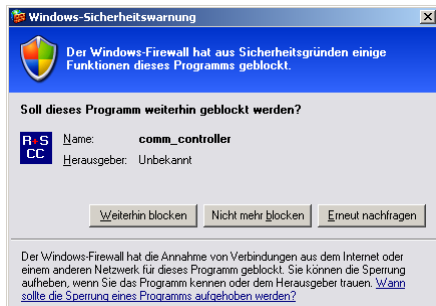 Windows-Sicherheitswarnung
Der Windows-Firewall hat aus Sicherheitsgründen einige
Funktionen dieses Programms geblockt.
Soll dieses Programm weiterhin geblockt werden?
R&S
CC
Name: comm_controller
Herausgeber: Unbekannt
Weiterhin blocken Nicht mehr blocken Erneut nachfragen
Der Windows-Firewall hat die Annahme von Verbindungen aus dem Internet oder
einem anderen Netzwerk für dieses Programm geblockt. Sie können die Sperrung
aufheben, wenn Sie das Programm kennen oder dem Herausgeber trauen. Wann
sollte die Sperrung eines Programms aufgehoben werden?